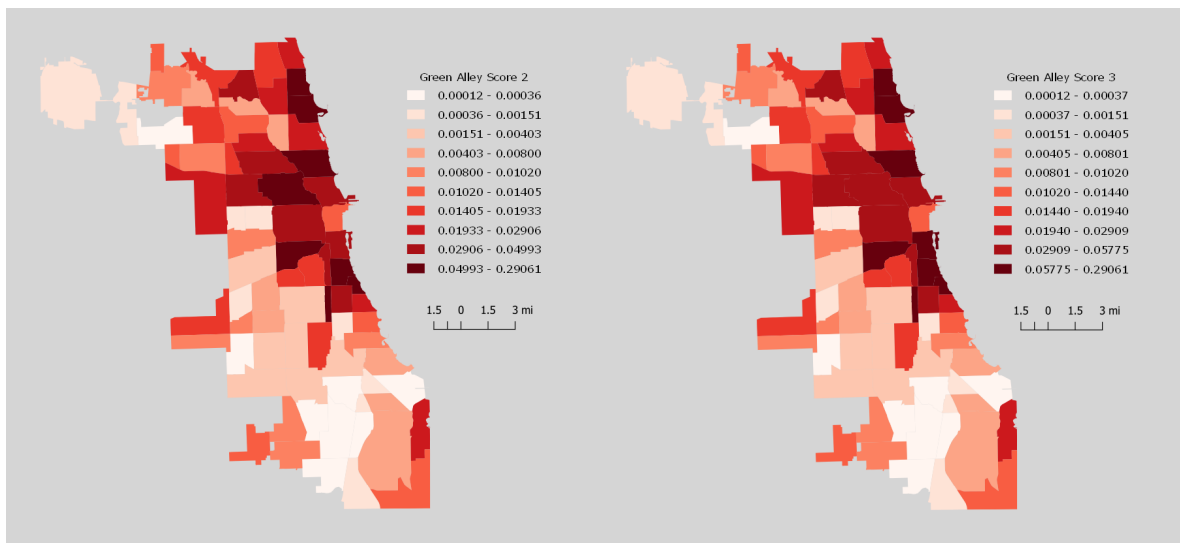 Green Alley Score 2
0.00012 - 0.00036
0.00036 - 0.00151
0.00151 - 0.00403
0.00403 - 0.00800
0.00800 - 0.01020
0.01020 - 0.01405
0.01405 - 0.01933
0.01933 - 0.02906
0.02906 - 0.04993
0.04993 - 0.29061
1.5 0 1.5 3 mi
Green Alley Score 3
0.00012 - 0.00037
0.00037 - 0.00151
0.00151 - 0.00405
0.00405 - 0.00801
0.00801 - 0.01020
0.01020 - 0.01440
0.01440 - 0.01940
0.01940 - 0.02909
0.02909 - 0.05775
0.05775 - 0.29061
1.5 0 1.5 3 mi